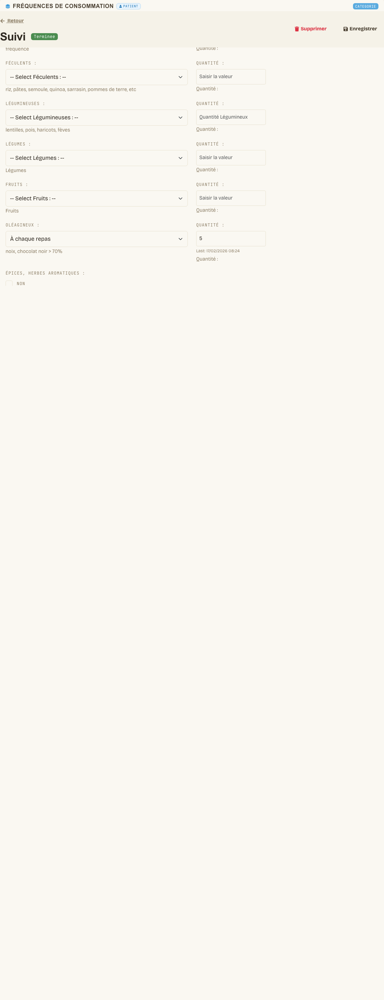 FRÉQUENCES DE CONSOMMATION PATIENT CATEGORIE
Retour
Supprimer Enregistrer
Suivi Terminee
fréquence Quantité :
FÉCULENTS : QUANTITÉ :
-- Select Féculents : -- Saisir la valeur
riz, pâtes, semoule, quinoa, sarrasin, pommes de terre, etc Quantité :
LÉGUMINEUSES : QUANTITÉ :
-- Select Légumineuses : -- Quantité Légumineux
lentilles, pois, haricots, fèves Quantité :
LÉGUMES : QUANTITÉ :
-- Select Légumes : -- Saisir la valeur
Légumes Quantité :
FRUITS : QUANTITÉ :
-- Select Fruits : -- Saisir la valeur
Fruits Quantité :
OLÉAGINEUX : QUANTITÉ :
À chaque repas 5
noix, chocolat noir > 70% Last: 17/02/2026 08:24
Quantité :
ÉPICES, HERBES AROMATIQUES :
NON